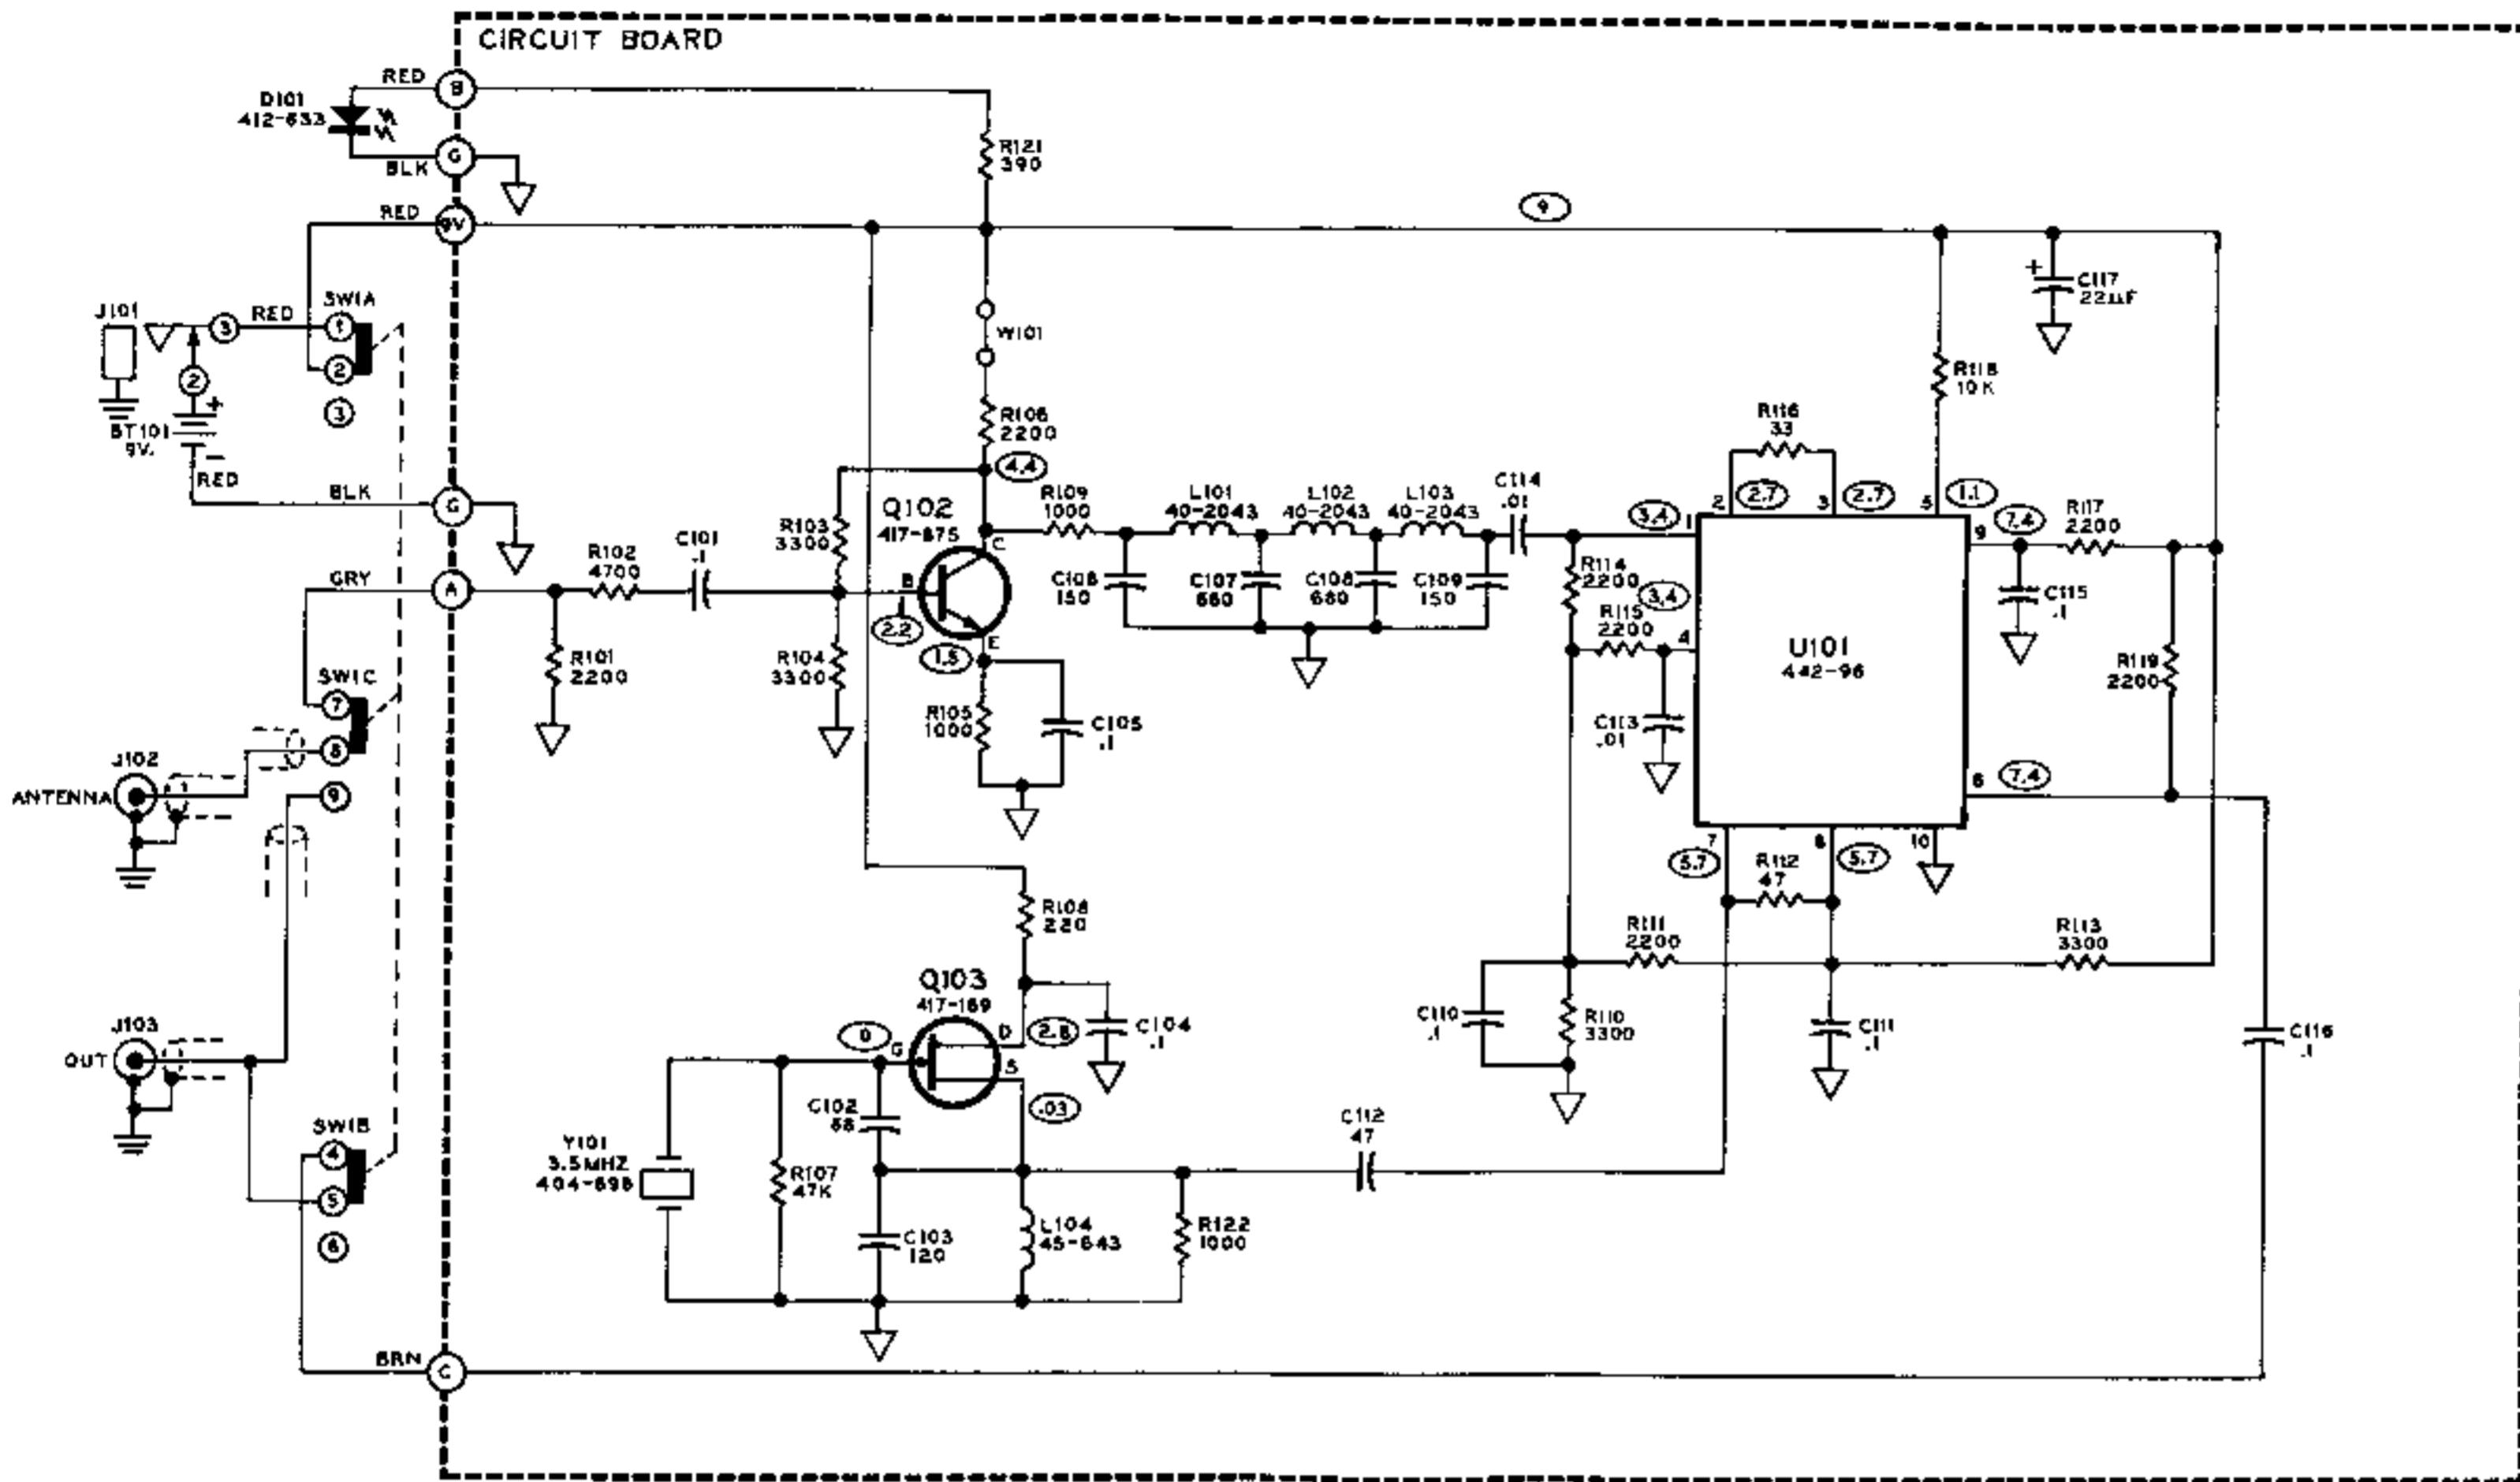 CIRCUIT BOARD
RED
B
D101
412-633
BLK
G
R121
390
RED
9V
9
J101
3
RED
SW1A
1
2
3
2
+
BT101
9V.
−
RED
BLK
G
W101
+
C117
22µF
R118
10K
R106
2200
4.4
R116
33
Q102
417-875
C
B
E
2.2
1.5
R103
3300
R104
3300
C101
.1
R102
4700
R101
2200
GRY
A
R105
1000
C105
.1
R109
1000
L101
40-2043
L102
40-2043
L103
40-2043
C114
.01
C107
680
C108
680
C109
150
150
3.4
1
2
2.7
3
2.7
5
1.1
9
7.4
R117
2200
R114
2200
3.4
R115
2200
4
U101
442-96
C115
.1
R119
2200
C113
.01
6
7.4
7
5.7
R112
47
8
5.7
10
SW1C
7
8
9
J102
ANTENNA
R108
220
R111
2200
R113
3300
Q103
417-169
0
G
D
S
2.8
.03
C104
.1
C110
.1
R110
3300
C111
.1
C116
.1
J103
OUT
SW1B
4
5
6
C102
68
Y101
3.5MHZ
R107
47K
C103
120
L104
45-643
R122
1000
C112
47
BRN
C